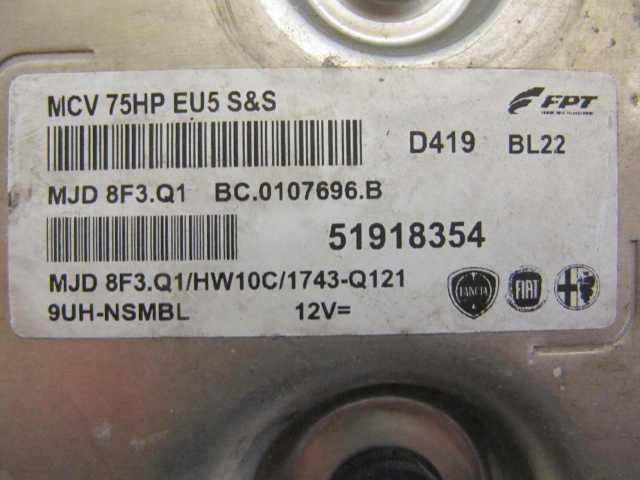 MCV 75HP EU5 S&S
FPT
D419 BL22
MJD 8F3.Q1 BC.0107696.B
51918354
MJD 8F3.Q1/HW10C/1743-Q121
9UH-NSMBL 12V=
LANCIA FIAT